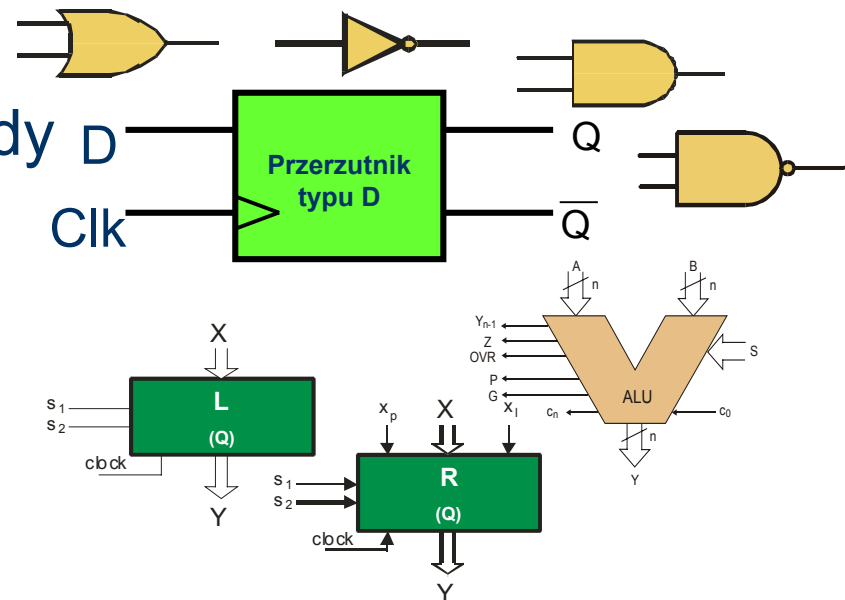 dy
D
Clk
Przerzutnik
typu D
Q
Q̅
A
n
B
n
Yn-1
Z
OVR
P
G
cn
ALU
S
c0
n
Y
X
L
(Q)
s1
s2
clock
Y
xp
X
xl
R
(Q)
s1
s2
clock
Y